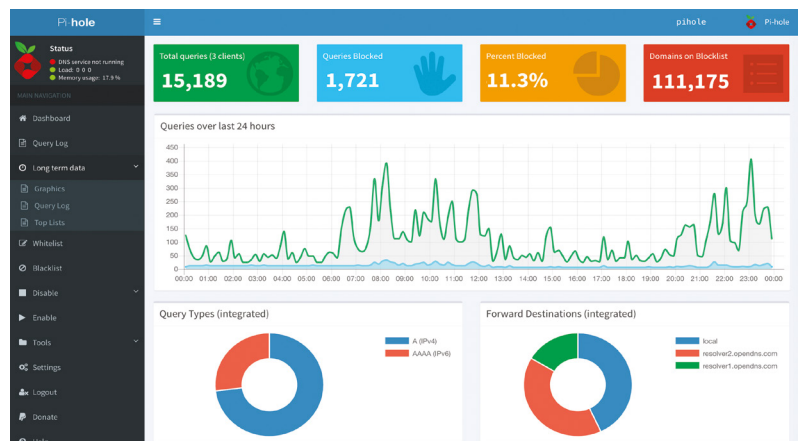 Pi-hole
pihole
Pi-hole
Status
DNS service not running
Load: 0 0 0
Memory usage: 17.9 %
MAIN NAVIGATION
Dashboard
Query Log
Long term data
Graphics
Query Log
Top Lists
Whitelist
Blacklist
Disable
Enable
Tools
Settings
Logout
Donate
Help
Total queries (3 clients)
15,189
Queries Blocked
1,721
Percent Blocked
11.3%
Domains on Blocklist
111,175
Queries over last 24 hours
450
400
350
300
250
200
150
100
50
0
00:00 01:00 02:00 03:00 04:00 05:00 06:00 07:00 08:00 09:00 10:00 11:00 12:00 13:00 14:00 15:00 16:00 17:00 18:00 19:00 20:00 21:00 22:00 23:00 00:00
Query Types (integrated)
A (IPv4)
AAAA (IPv6)
Forward Destinations (integrated)
local
resolver2.opendns.com
resolver1.opendns.com